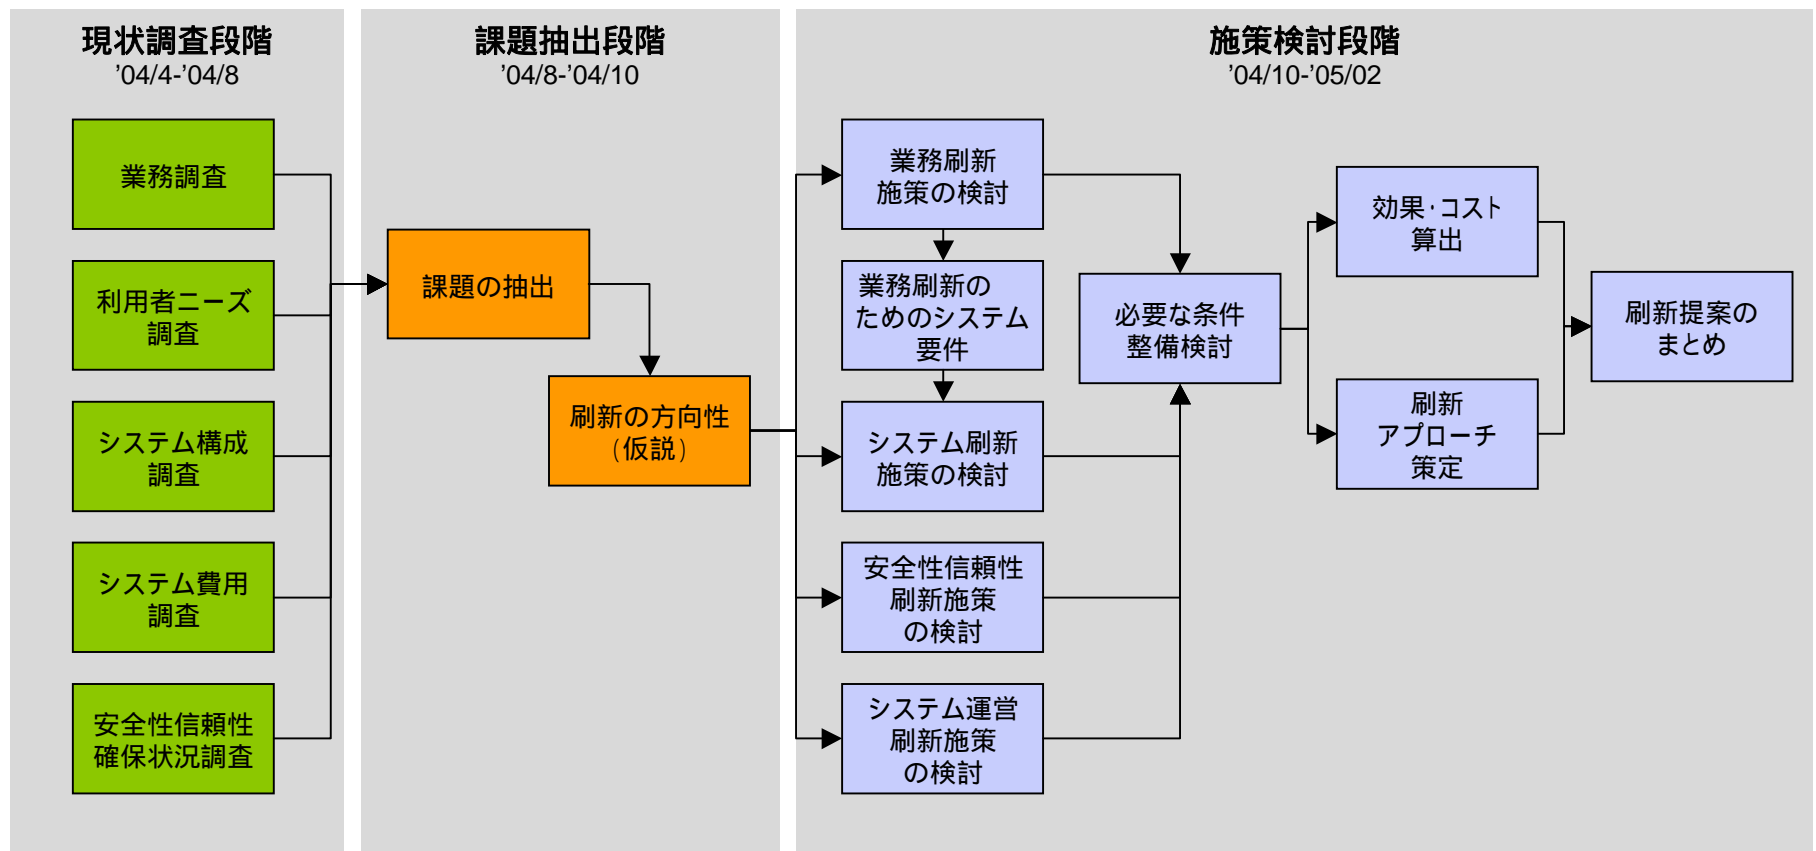 現状調査段階
’04/4-’04/8
業務調査
利用者ニーズ
調査
システム構成
調査
システム費用
調査
安全性信頼性
確保状況調査
課題抽出段階
’04/8-’04/10
課題の抽出
刷新の方向性
(仮説)
施策検討段階
’04/10-’05/02
業務刷新
施策の検討
業務刷新の
ためのシステム
要件
システム刷新
施策の検討
安全性信頼性
刷新施策
の検討
システム運営
刷新施策
の検討
必要な条件
整備検討
効果・コスト
算出
刷新
アプローチ
策定
刷新提案の
まとめ